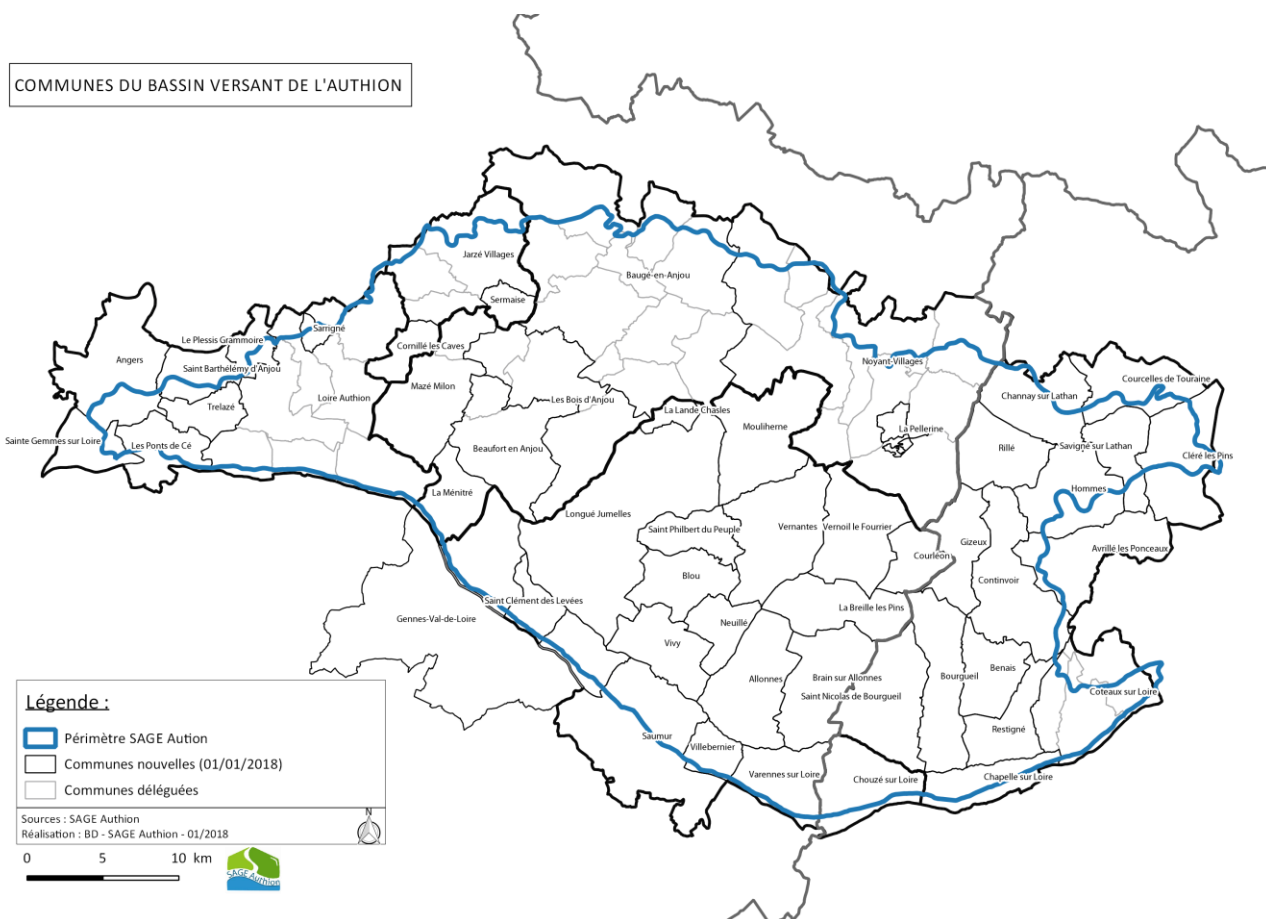 COMMUNES DU BASSIN VERSANT DE L'AUTHION
Jarzé Villages
Baugé-en-Anjou
Sermaise
Sarrigné
Le Plessis Grammoire
Cornillé les Caves
Angers
Saint Barthélémy d'Anjou
Noyant-Villages
Mazé Milon
Courcelles de Touraine
Loire Authion
Les Bois d'Anjou
Channay sur Lathan
Trelazé
La Lande Chasles
Mouliherne
La Pellerine
Sainte Gemmes sur Loire
Les Ponts de Cé
Beaufort en Anjou
Rillé
Savigné sur Lathan
Cléré les Pins
La Ménitré
Hommes
Longué Jumelles
Saint Philbert du Peuple
Vernantes
Vernoil le Fourrier
Gizeux
Avrillé les Ponceaux
Courléon
Blou
Continvoir
Saint Clément des Levées
La Breille les Pins
Gennes-Val-de-Loire
Neuillé
Vivy
Benais
Allonnes
Brain sur Allonnes
Bourgueil
Coteaux sur Loire
Saint Nicolas de Bourgueil
Restigné
Saumur
Villebernier
Varennes sur Loire
Chouzé sur Loire
Chapelle sur Loire
Légende :
Périmètre SAGE Aution
Communes nouvelles (01/01/2018)
Communes déléguées
Sources : SAGE Authion
Réalisation : BD - SAGE Authion - 01/2018
N
0 5 10 km
SAGE Authion